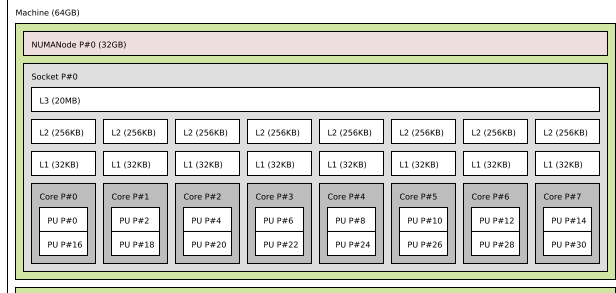 Machine (64GB)
NUMANode P#0 (32GB)
Socket P#0
L3 (20MB)
L2 (256KB) L2 (256KB) L2 (256KB) L2 (256KB) L2 (256KB) L2 (256KB) L2 (256KB) L2 (256KB)
L1 (32KB) L1 (32KB) L1 (32KB) L1 (32KB) L1 (32KB) L1 (32KB) L1 (32KB) L1 (32KB)
Core P#0 Core P#1 Core P#2 Core P#3 Core P#4 Core P#5 Core P#6 Core P#7
PU P#0 PU P#2 PU P#4 PU P#6 PU P#8 PU P#10 PU P#12 PU P#14
PU P#16 PU P#18 PU P#20 PU P#22 PU P#24 PU P#26 PU P#28 PU P#30